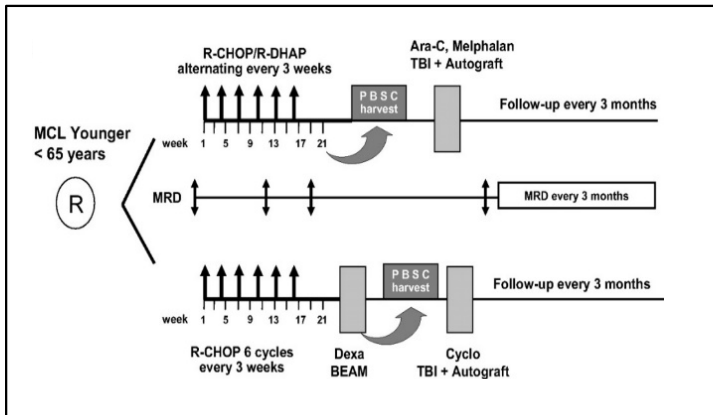 R-CHOP/R-DHAP
alternating every 3 weeks
Ara-C, Melphalan
TBI + Autograft
P B S C
harvest
Follow-up every 3 months
MCL Younger
< 65 years
week
1 5 9 13 17 21
R
MRD
MRD every 3 months
P B S C
harvest
Follow-up every 3 months
week
1 5 9 13 17 21
R-CHOP 6 cycles
every 3 weeks
Dexa
BEAM
Cyclo
TBI + Autograft